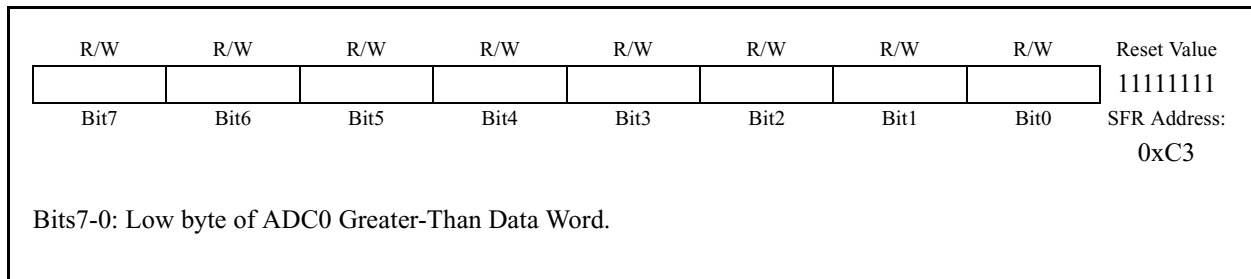 R/W R/W R/W R/W R/W R/W R/W R/W Reset Value
11111111
Bit7 Bit6 Bit5 Bit4 Bit3 Bit2 Bit1 Bit0 SFR Address:
0xC3
Bits7-0: Low byte of ADC0 Greater-Than Data Word.